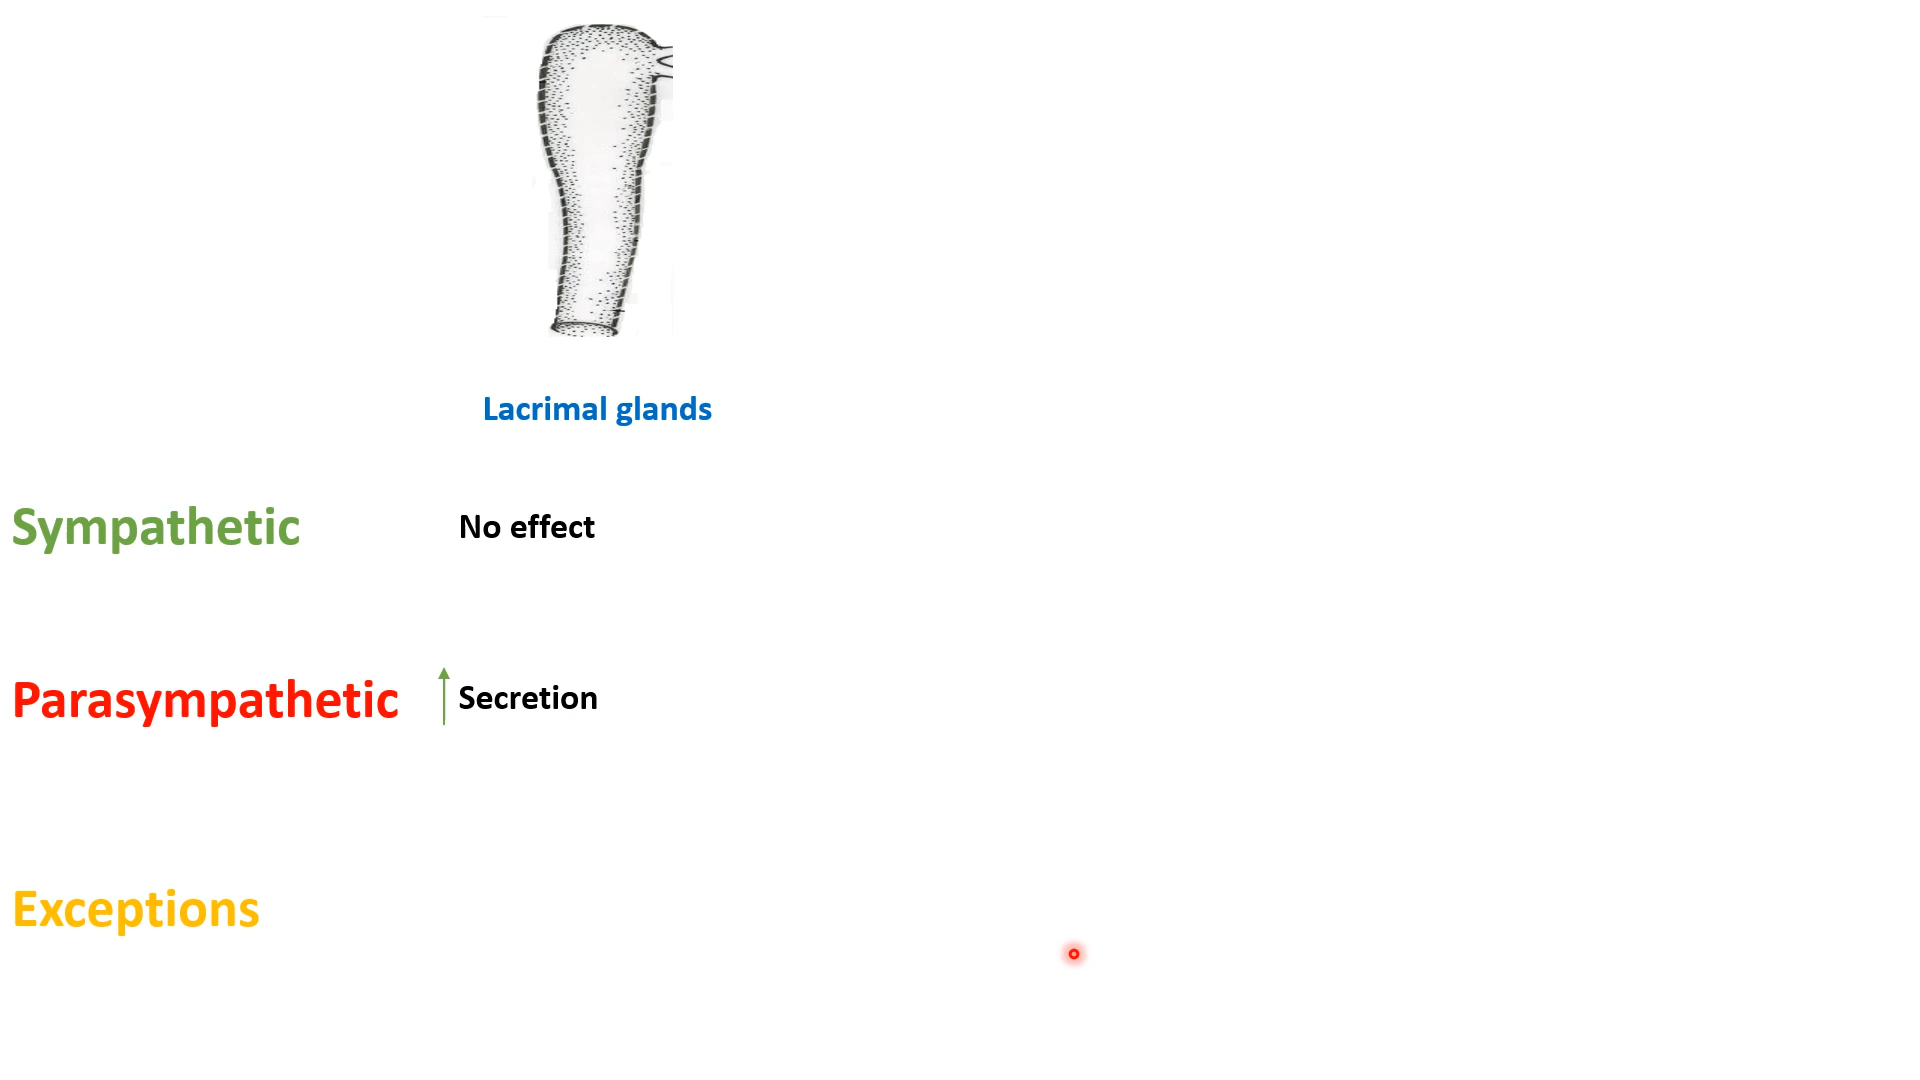 Lacrimal glands
Sympathetic
No effect
Parasympathetic
Secretion
Exceptions